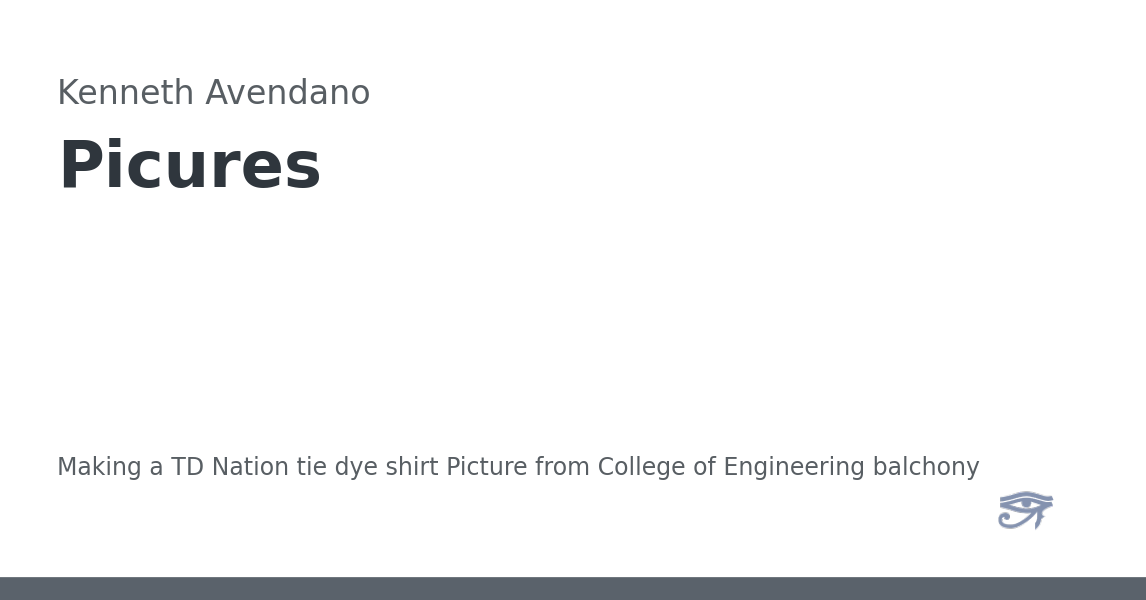 Kenneth Avendano
Picures
Making a TD Nation tie dye shirt Picture from College of Engineering balchony